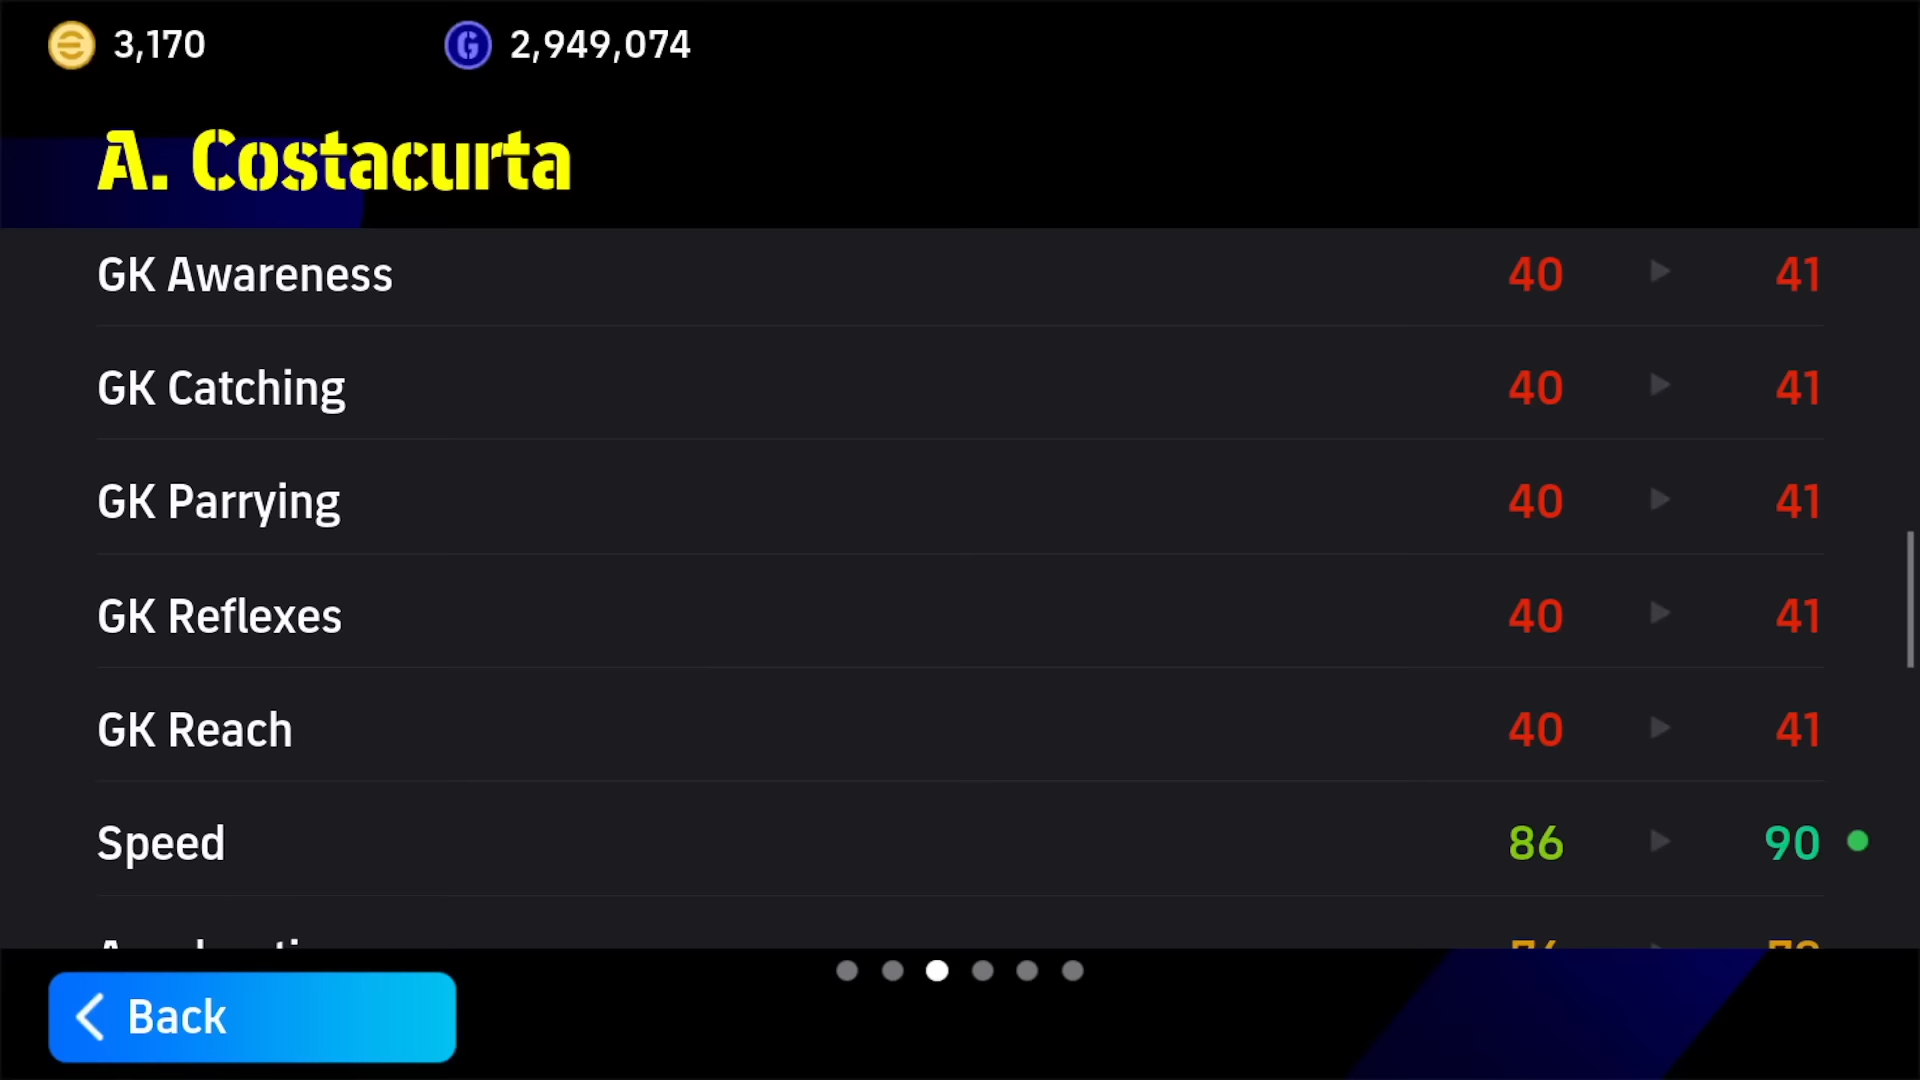 3,170 2,949,074
A. Costacurta
GK Awareness 40 41
GK Catching 40 41
GK Parrying 40 41
GK Reflexes 40 41
GK Reach 40 41
Speed 86 90
Back